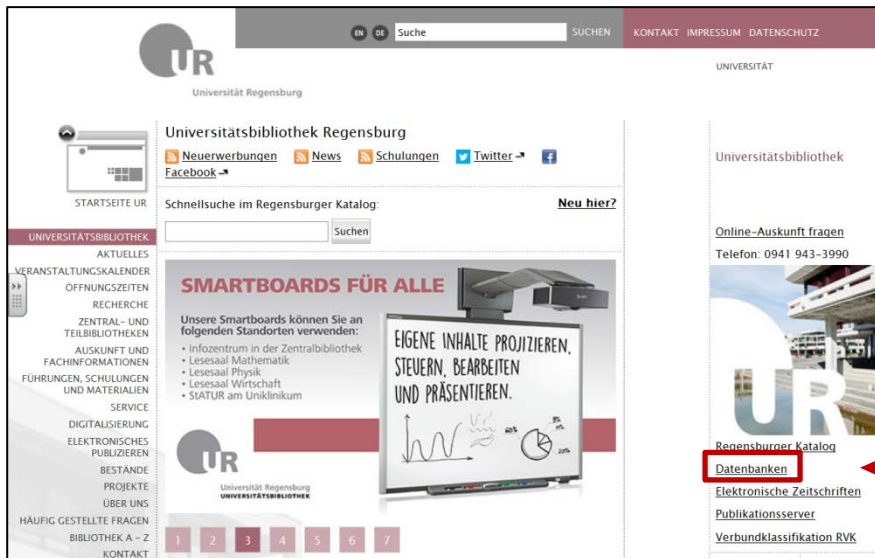 EN DE Suche SUCHEN KONTAKT IMPRESSUM DATENSCHUTZ
UR
Universität Regensburg
UNIVERSITÄT
STARTSEITE UR
UNIVERSITÄTSBIBLIOTHEK
AKTUELLES
VERANSTALTUNGSKALENDER
ÖFFNUNGSZEITEN
RECHERCHE
ZENTRAL- UND
TEILBIBLIOTHEKEN
AUSKUNFT UND
FACHINFORMATIONEN
FÜHRUNGEN, SCHULUNGEN
UND MATERIALIEN
SERVICE
DIGITALISIERUNG
ELEKTRONISCHES
PUBLIZIEREN
BESTÄNDE
PROJEKTE
ÜBER UNS
HÄUFIG GESTELLTE FRAGEN
BIBLIOTHEK A - Z
KONTAKT
Universitätsbibliothek Regensburg
Neuerwerbungen News Schulungen Twitter
Facebook
Schnellsuche im Regensburger Katalog: Neu hier?
Suchen
SMARTBOARDS FÜR ALLE
Unsere Smartboards können Sie an
folgenden Standorten verwenden:
• Infozentrum in der Zentralbibliothek
• Lesesaal Mathematik
• Lesesaal Physik
• Lesesaal Wirtschaft
• StATUR am Uniklinikum
EIGENE INHALTE PROJIZIEREN,
STEUERN, BEARBEITEN
UND PRÄSENTIEREN.
60%
20%
UR
Universität Regensburg
UNIVERSITÄTSBIBLIOTHEK
1 2 3 4 5 6 7
Universitätsbibliothek
Online-Auskunft fragen
Telefon: 0941 943-3990
UR
Regensburger Katalog
Datenbanken
Elektronische Zeitschriften
Publikationsserver
Verbundklassifikation RVK